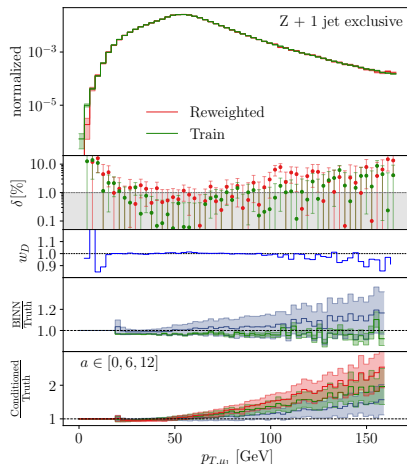 Z + 1 jet exclusive
normalized
10^{-3}
10^{-5}
Reweighted
Train
δ [%]
10.0
1.0
0.1
w_D
1.0
0.9
BINN/Truth
1.2
1.0
a ∈ [0, 6, 12]
Conditioned/Truth
2
1
0 50 100 150
p_{T,μ_1} [GeV]